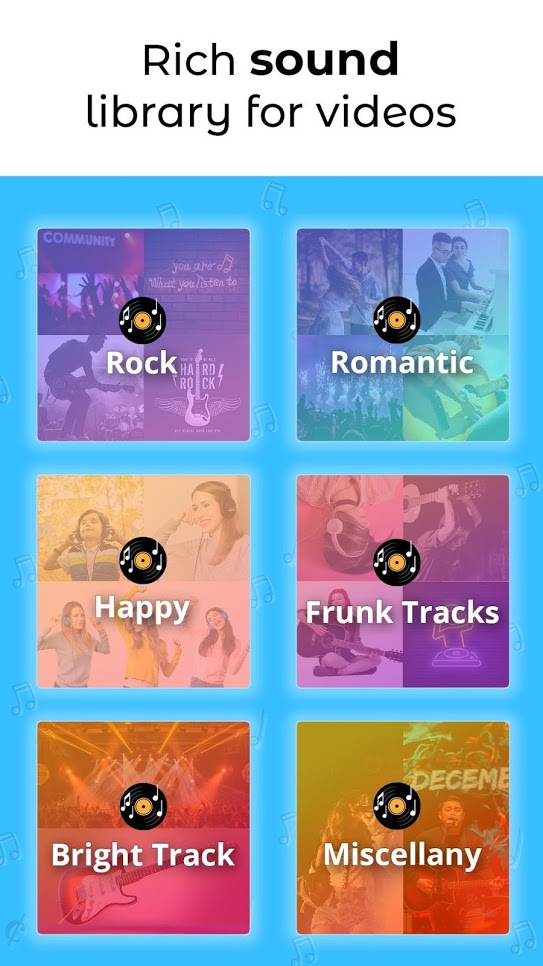 Rich sound
library for videos
COMMUNITY
you are
What you listen to
Rock
HARD
ROCK
Romantic
Happy
Frunk Tracks
Bright Track
DECEME
Miscellany